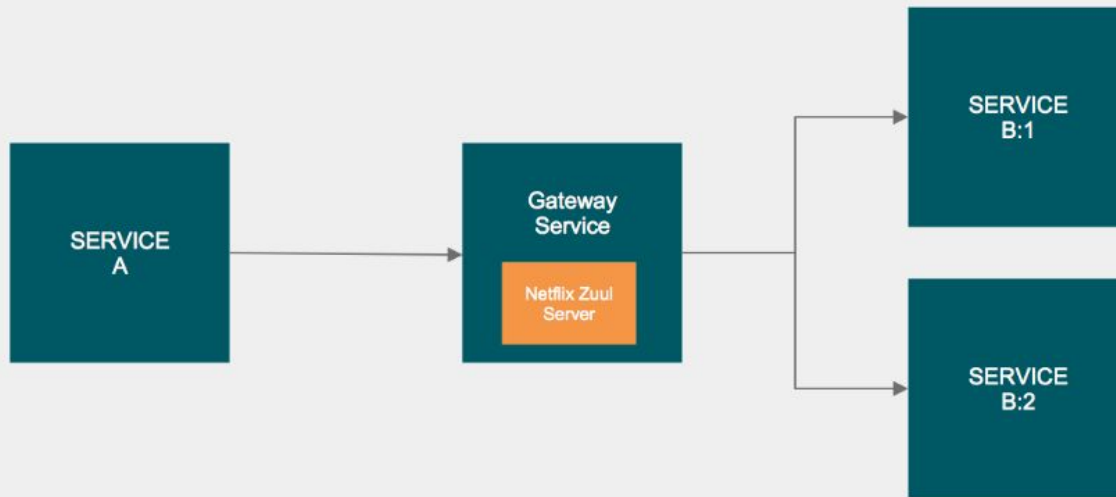 SERVICE
A
Gateway
Service
Netflix Zuul
Server
SERVICE
B:1
SERVICE
B:2